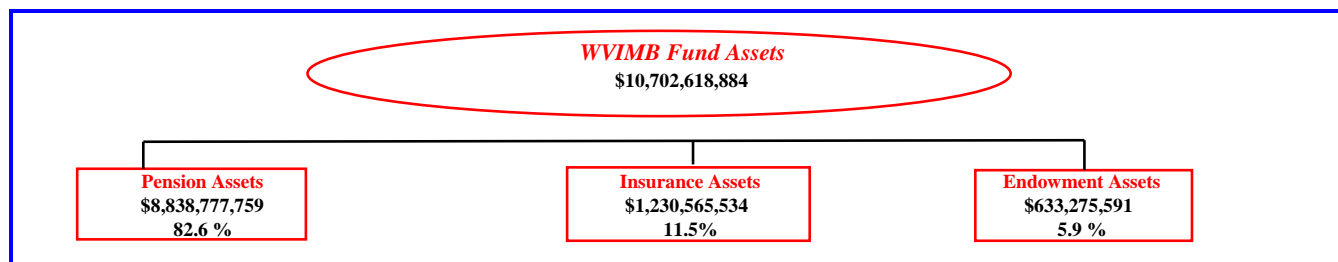 WVIMB Fund Assets
$10,702,618,884
Pension Assets
$8,838,777,759
82.6 %
Insurance Assets
$1,230,565,534
11.5%
Endowment Assets
$633,275,591
5.9 %